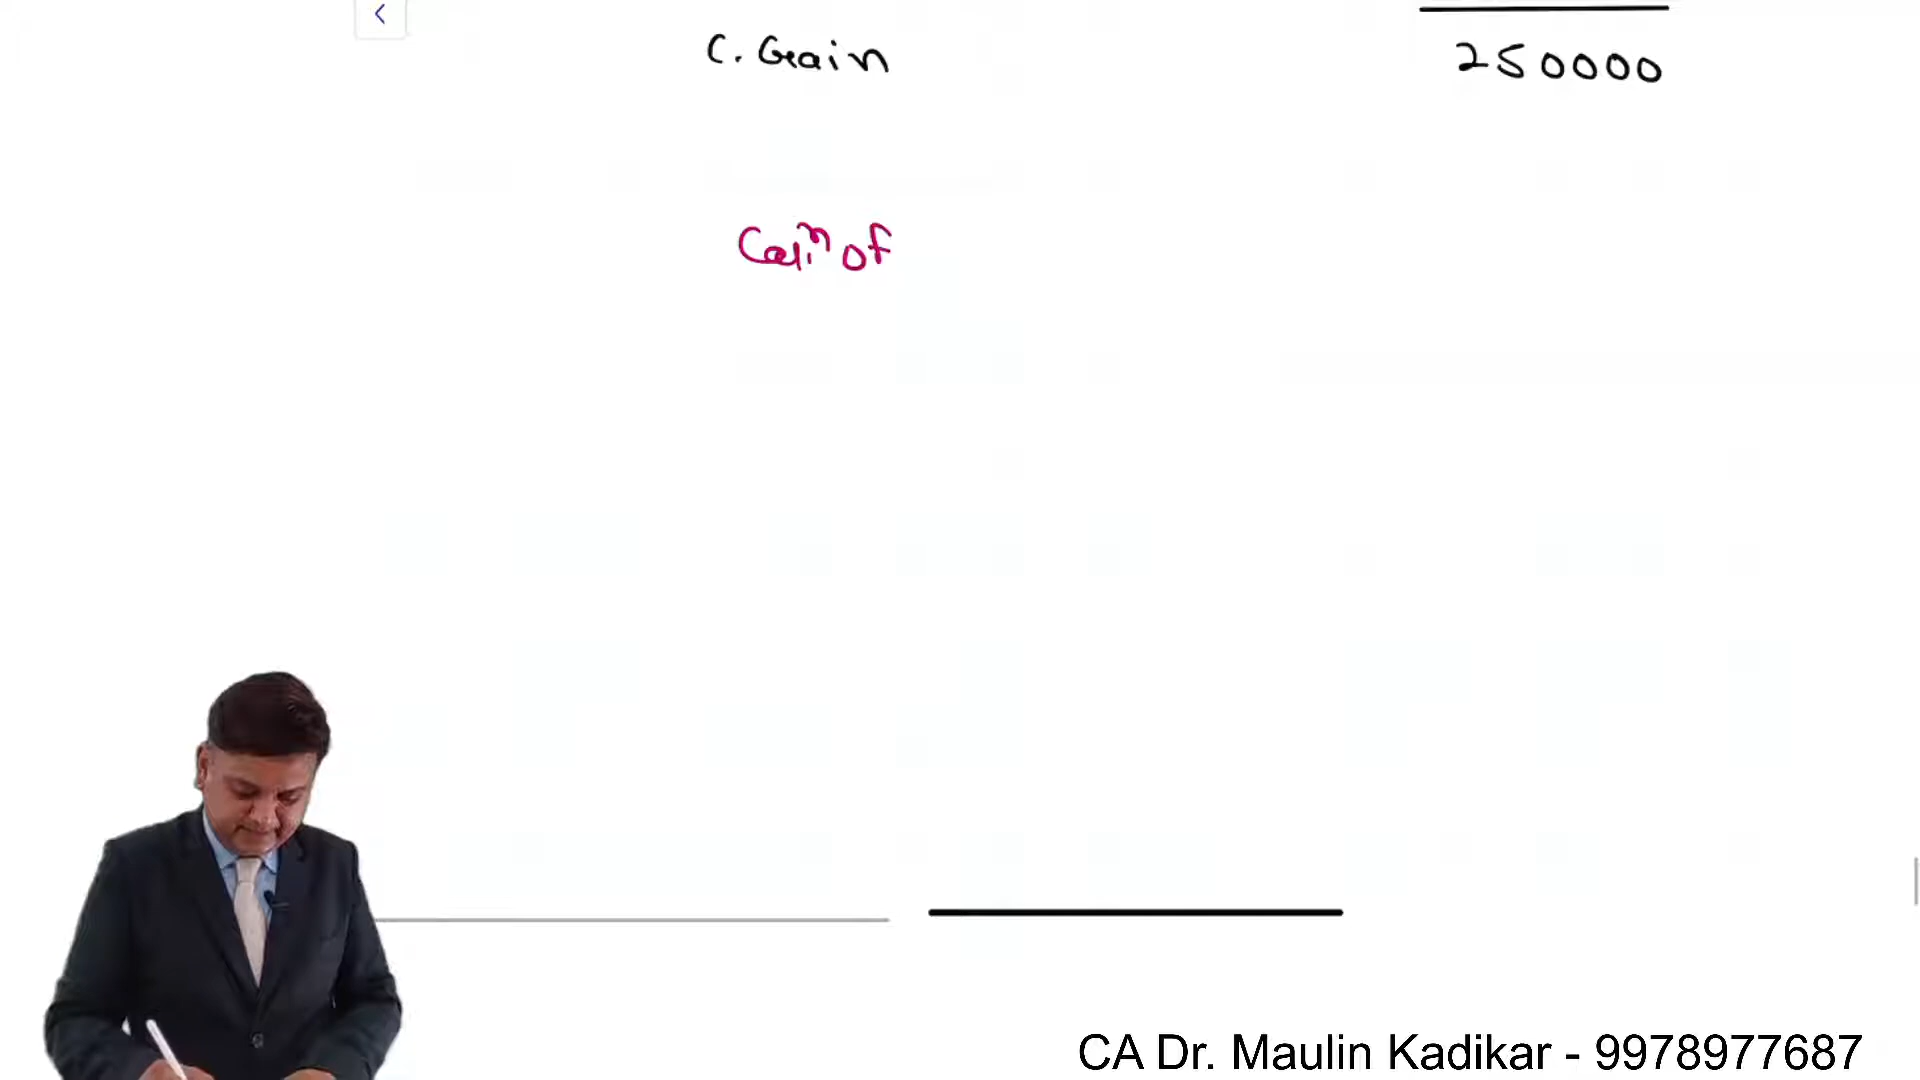 C. Gain 250000
Calⁿ of
CA Dr. Maulin Kadikar - 9978977687